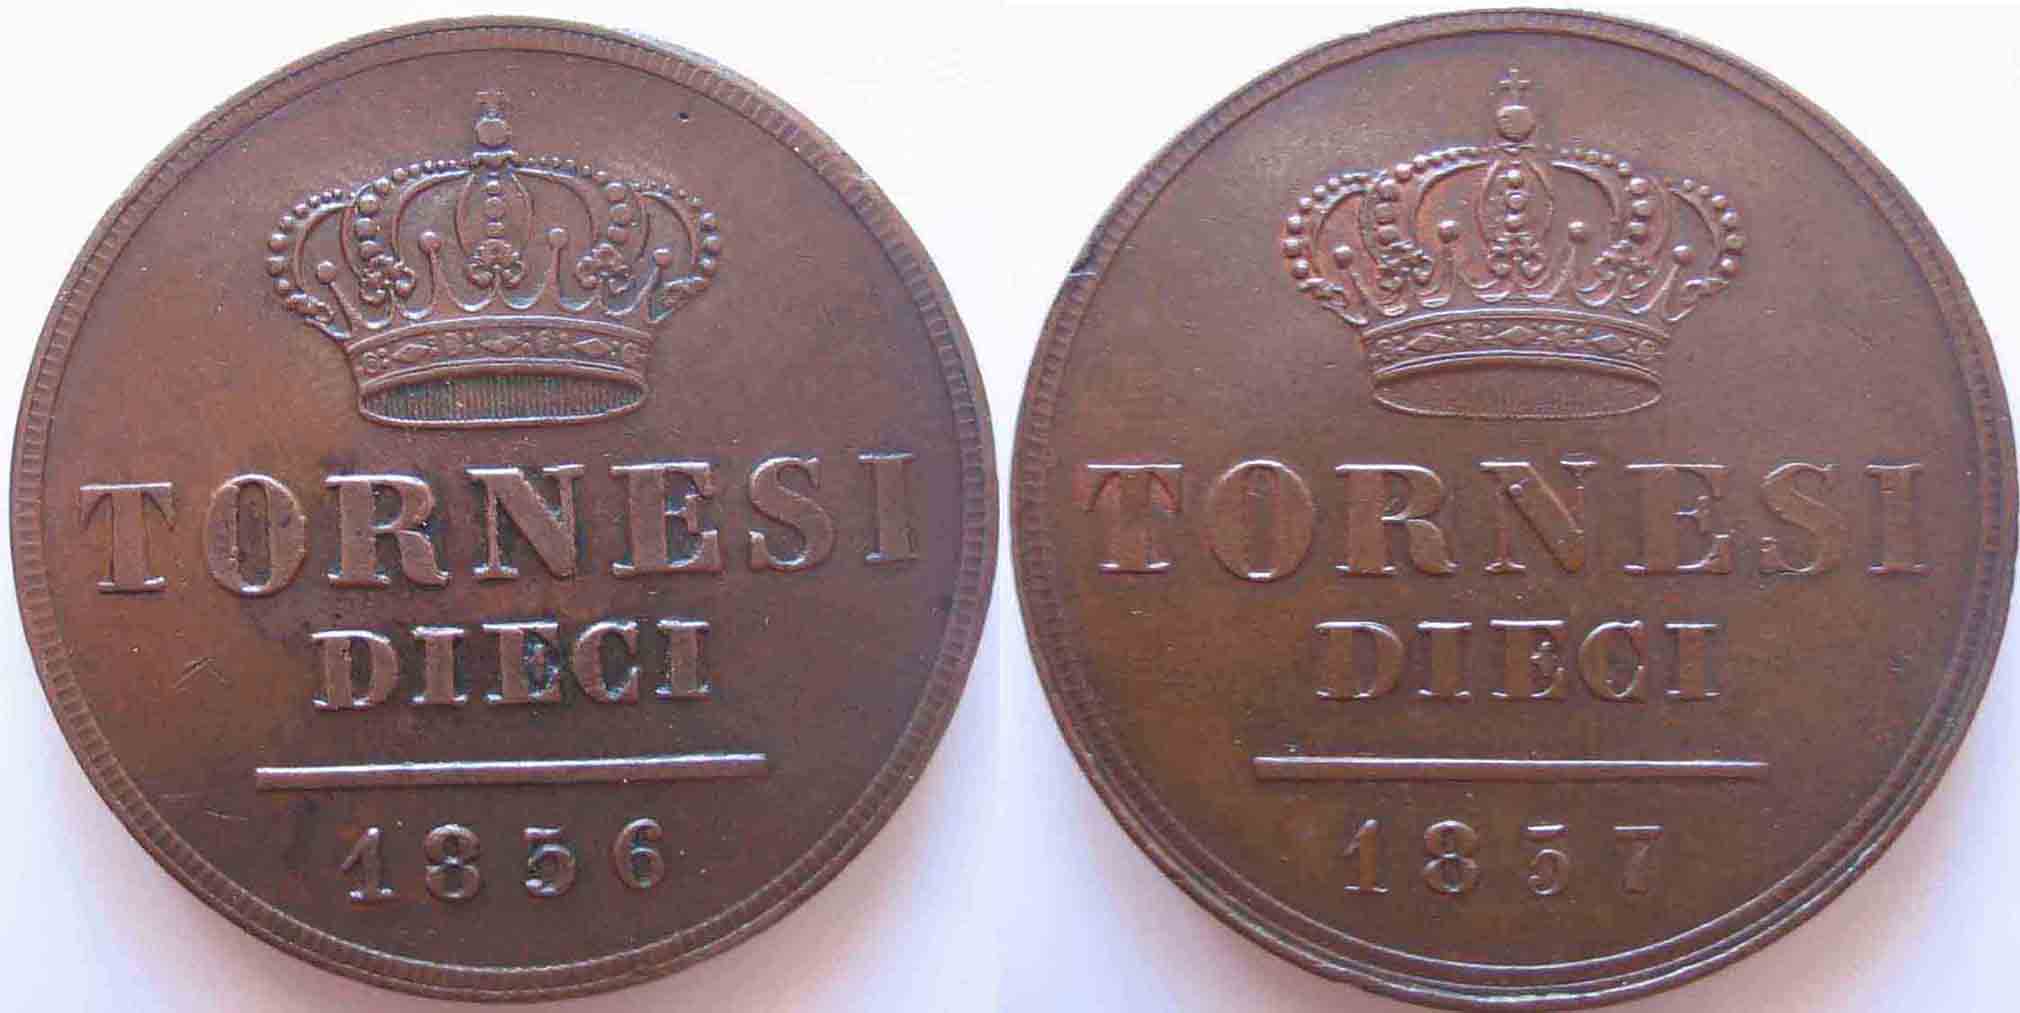 TORNESI
DIECI
1856
TORNESI
DIECI
1857